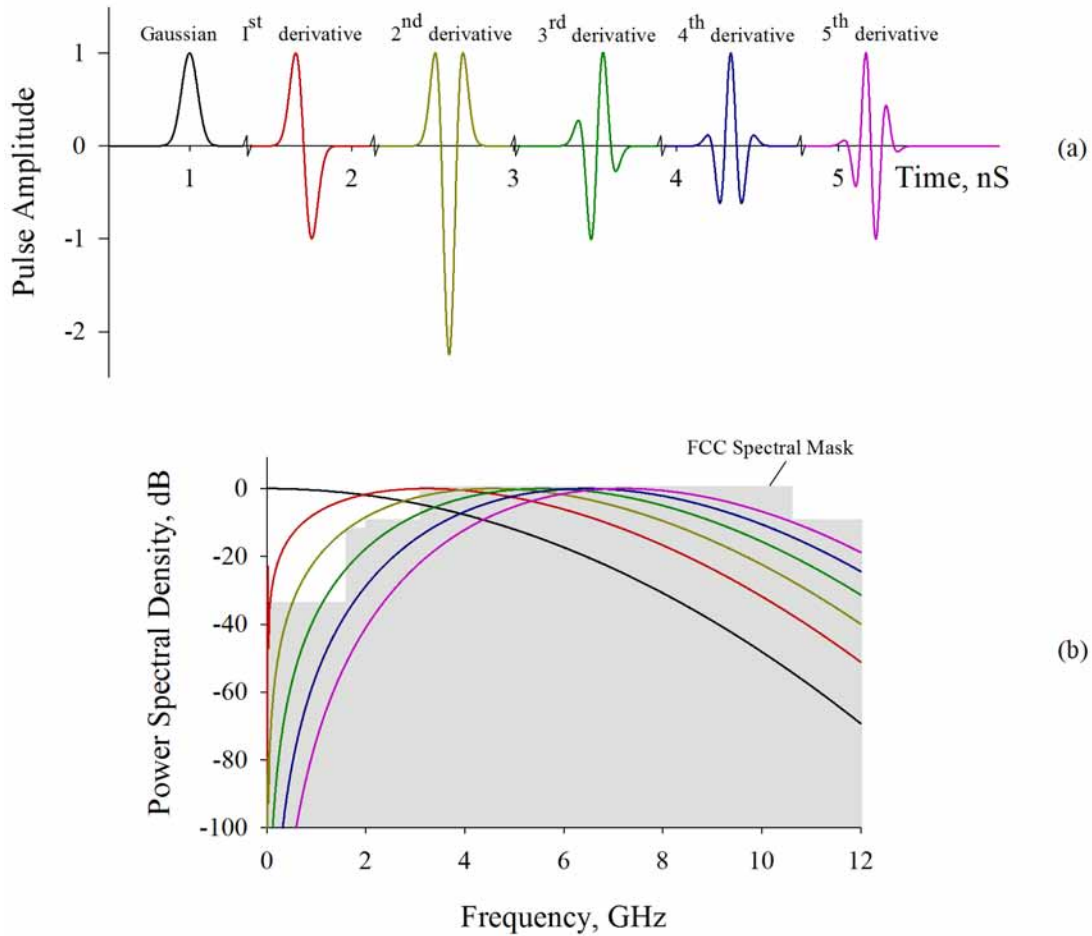 Gaussian 1st derivative 2nd derivative 3rd derivative 4th derivative 5th derivative
1
0
-1
-2
Pulse Amplitude
1 2 3 4 5 Time, nS
(a)
FCC Spectral Mask
0
-20
-40
-60
-80
-100
Power Spectral Density, dB
(b)
0 2 4 6 8 10 12
Frequency, GHz